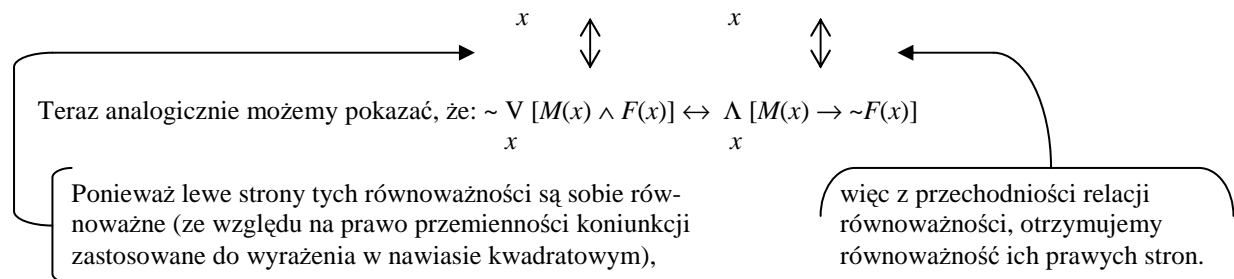 x x
Teraz analogicznie możemy pokazać, że: ~ V [M(x) ∧ F(x)] ↔ Λ [M(x) → ~F(x)]
x x
Ponieważ lewe strony tych równoważności są sobie rów-
noważne (ze względu na prawo przemienności koniunkcji
zastosowane do wyrażenia w nawiasie kwadratowym),
więc z przechodniości relacji
równoważności, otrzymujemy
równoważność ich prawych stron.